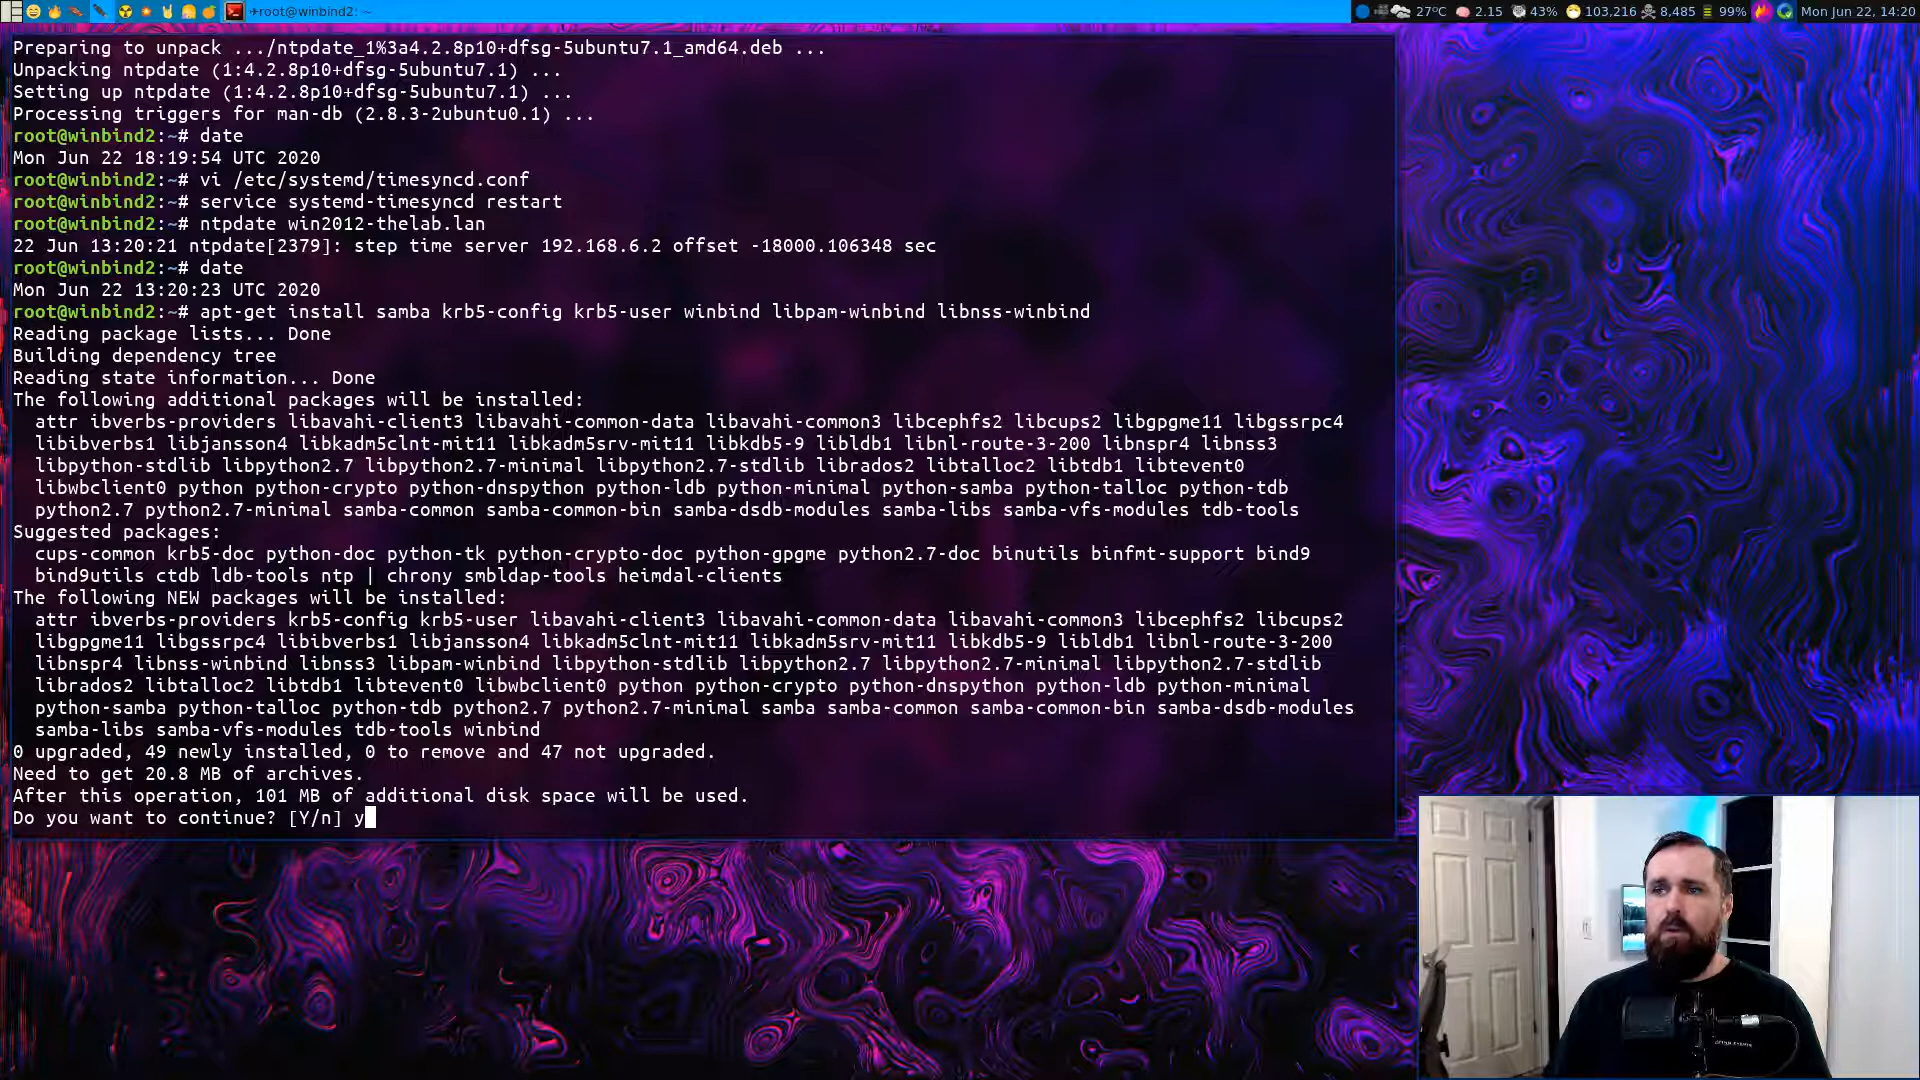 ✈root@winbind2: ~
27ºC 2.15 43% 103,216 8,485 99% Mon Jun 22, 14:20
Preparing to unpack .../ntpdate_1%3a4.2.8p10+dfsg-5ubuntu7.1_amd64.deb ...
Unpacking ntpdate (1:4.2.8p10+dfsg-5ubuntu7.1) ...
Setting up ntpdate (1:4.2.8p10+dfsg-5ubuntu7.1) ...
Processing triggers for man-db (2.8.3-2ubuntu0.1) ...
root@winbind2:~# date
Mon Jun 22 18:19:54 UTC 2020
root@winbind2:~# vi /etc/systemd/timesyncd.conf
root@winbind2:~# service systemd-timesyncd restart
root@winbind2:~# ntpdate win2012-thelab.lan
22 Jun 13:20:21 ntpdate[2379]: step time server 192.168.6.2 offset -18000.106348 sec
root@winbind2:~# date
Mon Jun 22 13:20:23 UTC 2020
root@winbind2:~# apt-get install samba krb5-config krb5-user winbind libpam-winbind libnss-winbind
Reading package lists... Done
Building dependency tree
Reading state information... Done
The following additional packages will be installed:
attr ibverbs-providers libavahi-client3 libavahi-common-data libavahi-common3 libcephfs2 libcups2 libgpgme11 libgssrpc4
libibverbs1 libjansson4 libkadm5clnt-mit11 libkadm5srv-mit11 libkdb5-9 libldb1 libnl-route-3-200 libnspr4 libnss3
libpython-stdlib libpython2.7 libpython2.7-minimal libpython2.7-stdlib librados2 libtalloc2 libtdb1 libtevent0
libwbclient0 python python-crypto python-dnspython python-ldb python-minimal python-samba python-talloc python-tdb
python2.7 python2.7-minimal samba-common samba-common-bin samba-dsdb-modules samba-libs samba-vfs-modules tdb-tools
Suggested packages:
cups-common krb5-doc python-doc python-tk python-crypto-doc python-gpgme python2.7-doc binutils binfmt-support bind9
bind9utils ctdb ldb-tools ntp | chrony smbldap-tools heimdal-clients
The following NEW packages will be installed:
attr ibverbs-providers krb5-config krb5-user libavahi-client3 libavahi-common-data libavahi-common3 libcephfs2 libcups2
libgpgme11 libgssrpc4 libibverbs1 libjansson4 libkadm5clnt-mit11 libkadm5srv-mit11 libkdb5-9 libldb1 libnl-route-3-200
libnspr4 libnss-winbind libnss3 libpam-winbind libpython-stdlib libpython2.7 libpython2.7-minimal libpython2.7-stdlib
librados2 libtalloc2 libtdb1 libtevent0 libwbclient0 python python-crypto python-dnspython python-ldb python-minimal
python-samba python-talloc python-tdb python2.7 python2.7-minimal samba samba-common samba-common-bin samba-dsdb-modules
samba-libs samba-vfs-modules tdb-tools winbind
0 upgraded, 49 newly installed, 0 to remove and 47 not upgraded.
Need to get 20.8 MB of archives.
After this operation, 101 MB of additional disk space will be used.
Do you want to continue? [Y/n] y